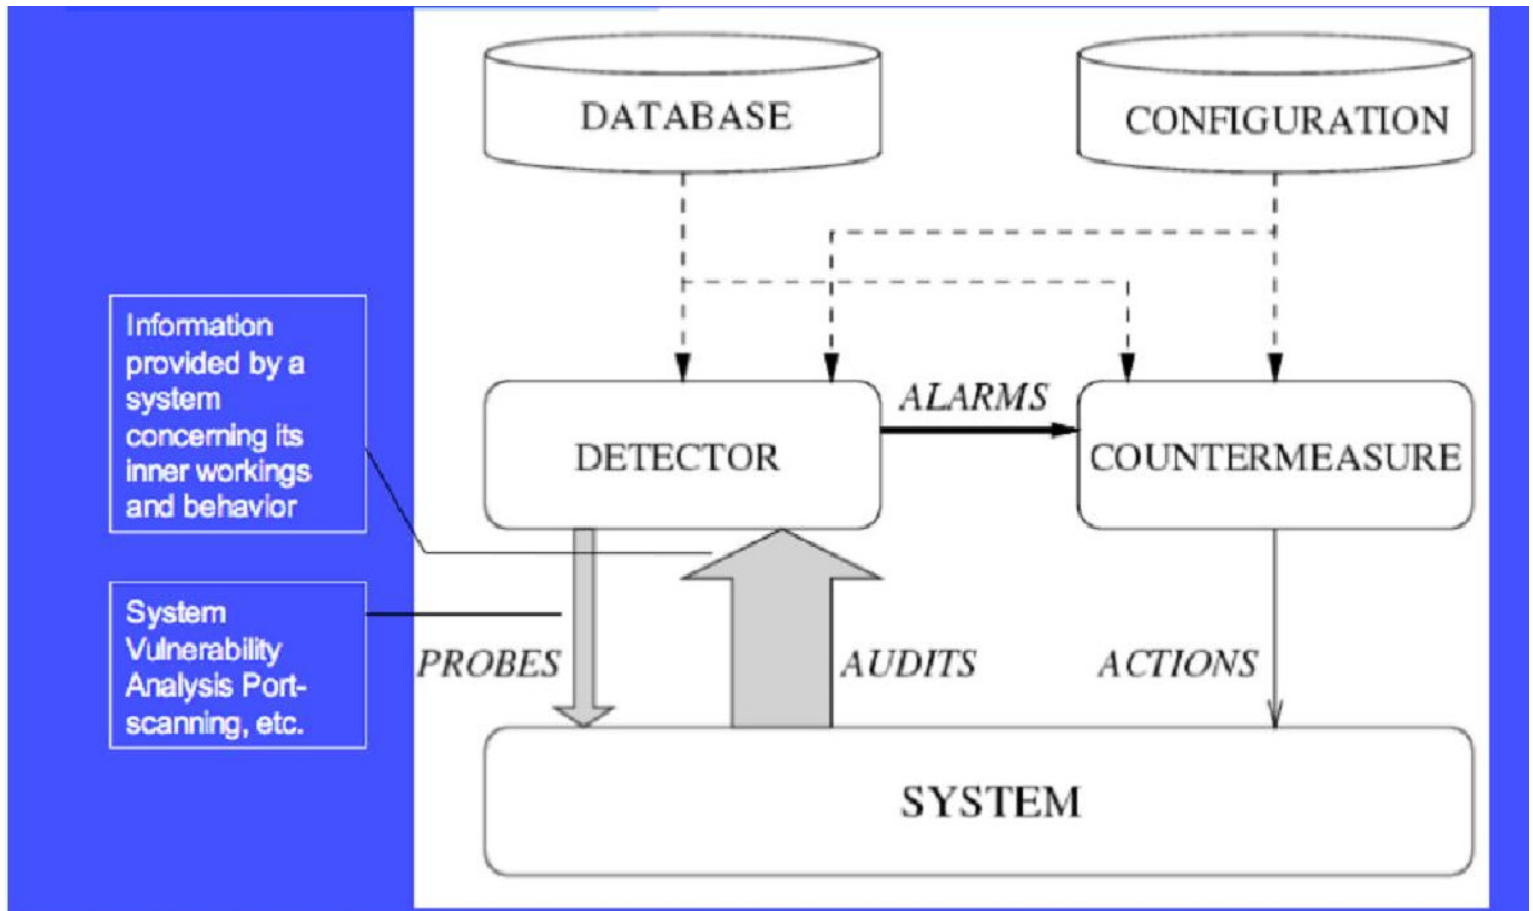 DATABASE
CONFIGURATION
Information
provided by a
system
concerning its
inner workings
and behavior
ALARMS
DETECTOR
COUNTERMEASURE
System
Vulnerability
Analysis Port-
scanning, etc.
PROBES
AUDITS
ACTIONS
SYSTEM